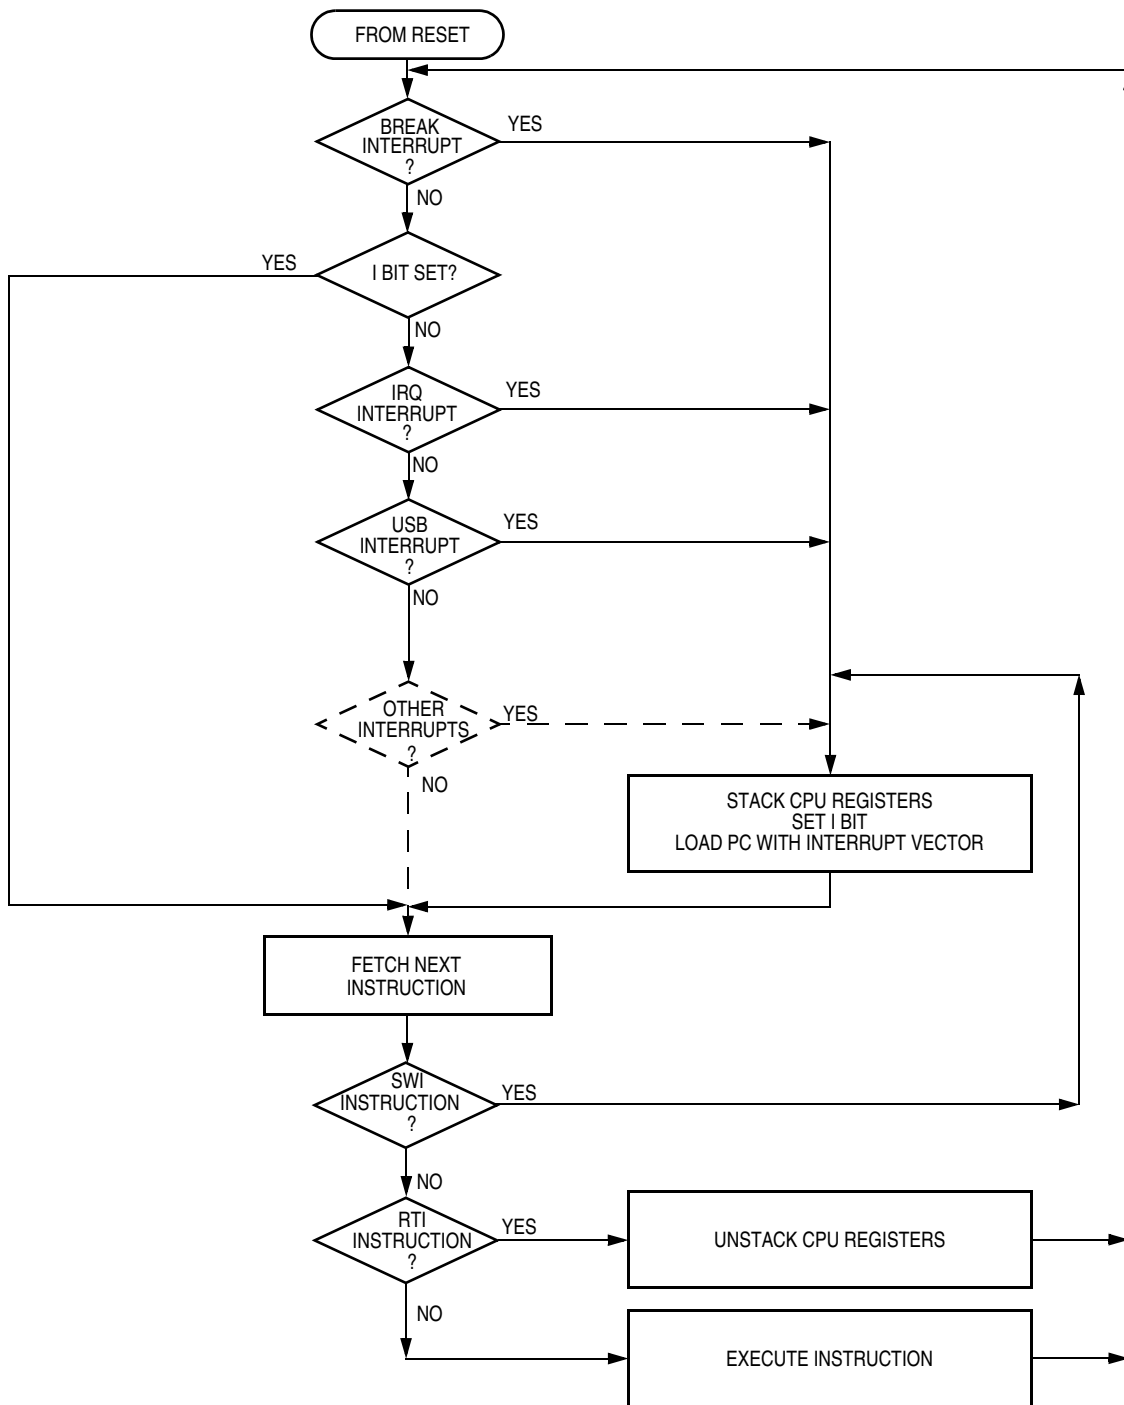 FROM RESET
BREAK
INTERRUPT
?
YES
NO
I BIT SET?
YES
NO
IRQ
INTERRUPT
?
YES
NO
USB
INTERRUPT
?
YES
NO
OTHER
INTERRUPTS
?
YES
NO
STACK CPU REGISTERS
SET I BIT
LOAD PC WITH INTERRUPT VECTOR
FETCH NEXT
INSTRUCTION
SWI
INSTRUCTION
?
YES
NO
RTI
INSTRUCTION
?
YES
UNSTACK CPU REGISTERS
NO
EXECUTE INSTRUCTION